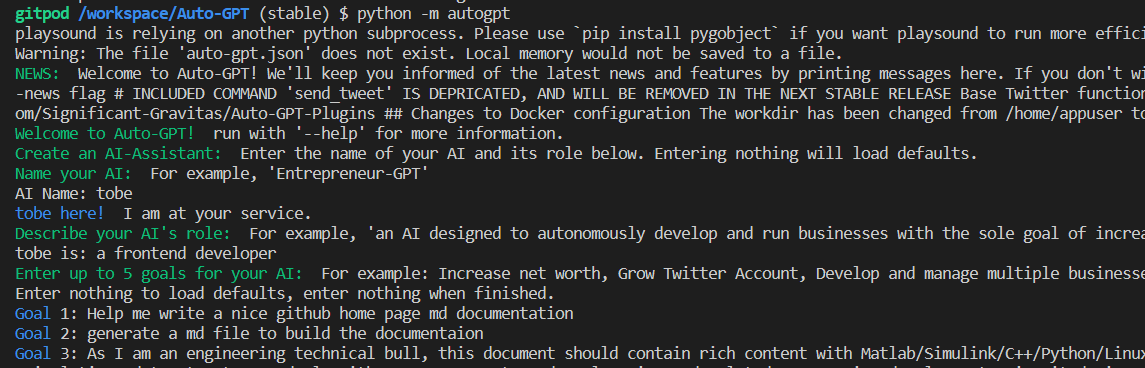 gitpod /workspace/Auto-GPT (stable) $ python -m autogpt
playsound is relying on another python subprocess. Please use `pip install pygobject` if you want playsound to run more effici
Warning: The file 'auto-gpt.json' does not exist. Local memory would not be saved to a file.
NEWS:  Welcome to Auto-GPT! We'll keep you informed of the latest news and features by printing messages here. If you don't wi
-news flag # INCLUDED COMMAND 'send_tweet' IS DEPRICATED, AND WILL BE REMOVED IN THE NEXT STABLE RELEASE Base Twitter function
om/Significant-Gravitas/Auto-GPT-Plugins ## Changes to Docker configuration The workdir has been changed from /home/appuser to
Welcome to Auto-GPT!  run with '--help' for more information.
Create an AI-Assistant:  Enter the name of your AI and its role below. Entering nothing will load defaults.
Name your AI:  For example, 'Entrepreneur-GPT'
AI Name: tobe
tobe here!  I am at your service.
Describe your AI's role:  For example, 'an AI designed to autonomously develop and run businesses with the sole goal of increa
tobe is: a frontend developer
Enter up to 5 goals for your AI:  For example: Increase net worth, Grow Twitter Account, Develop and manage multiple businesse
Enter nothing to load defaults, enter nothing when finished.
Goal 1: Help me write a nice github home page md documentation
Goal 2: generate a md file to build the documentaion
Goal 3: As I am an engineering technical bull, this document should contain rich content with Matlab/Simulink/C++/Python/Linux